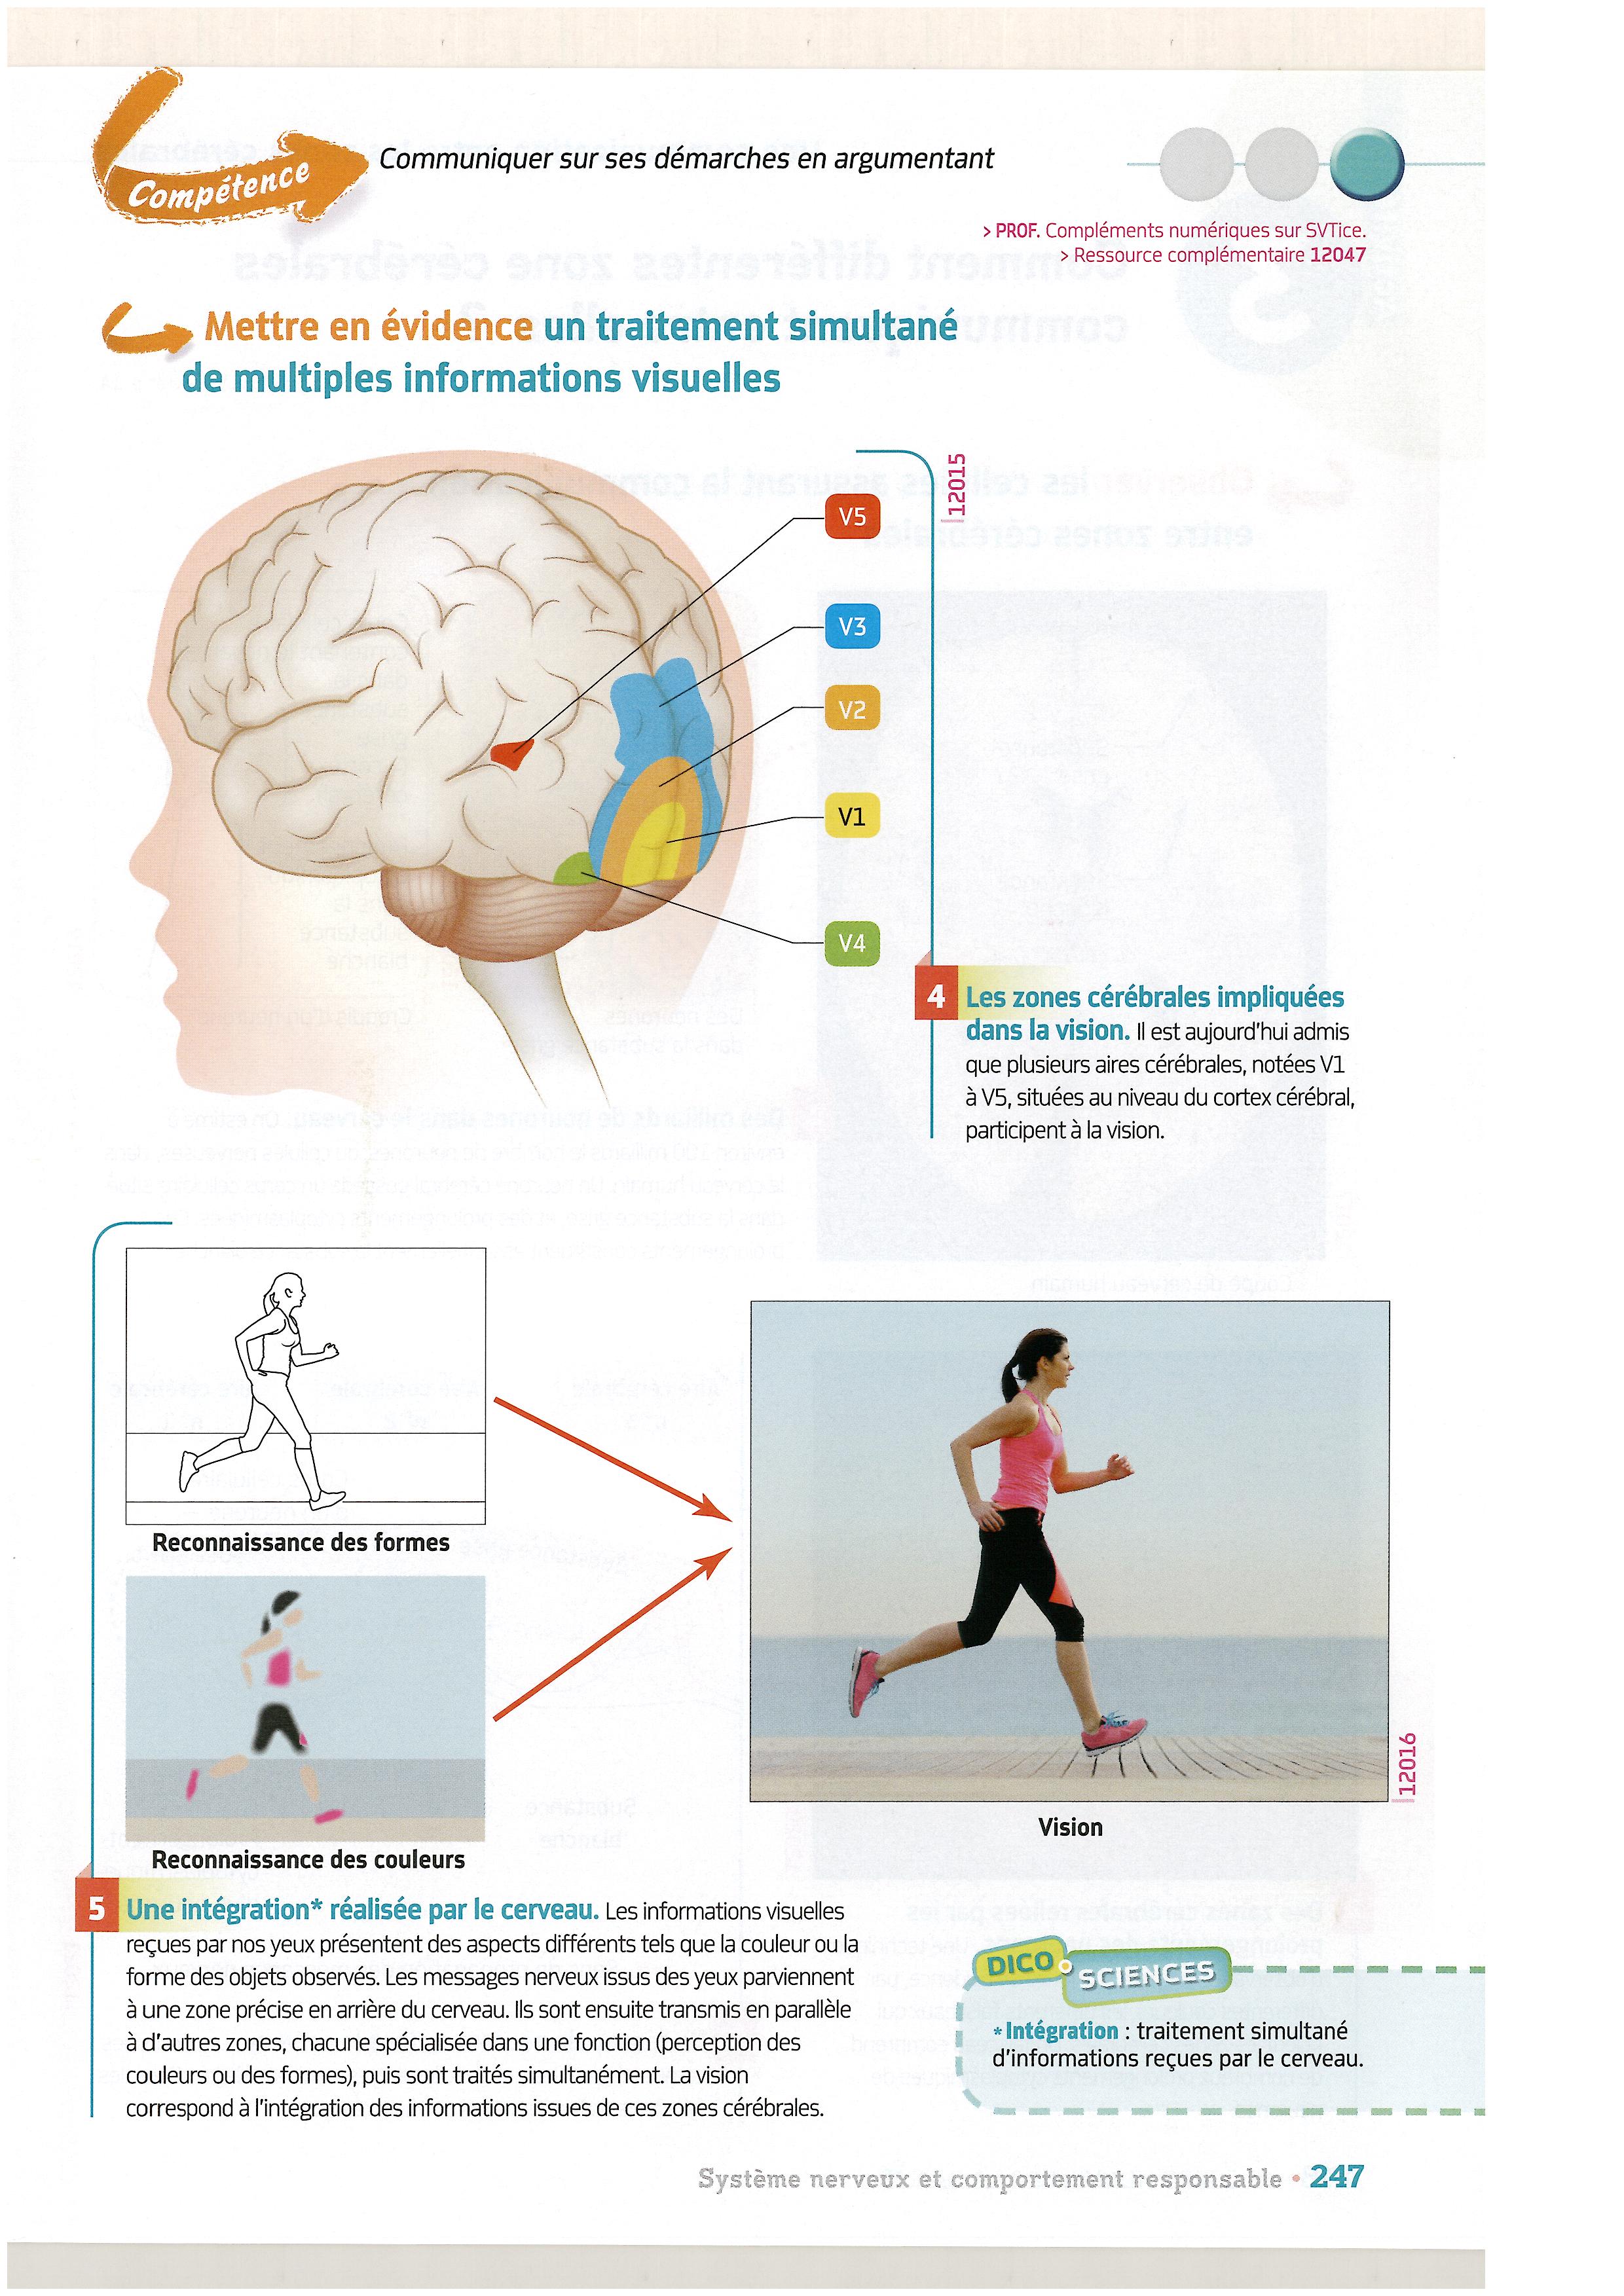 Compétence
Communiquer sur ses démarches en argumentant
> PROF. Compléments numériques sur SVTice.
> Ressource complémentaire 12047
Mettre en évidence un traitement simultané
de multiples informations visuelles
12015
V5
V3
V2
V1
V4
4 Les zones cérébrales impliquées
dans la vision. Il est aujourd'hui admis
que plusieurs aires cérébrales, notées V1
à V5, situées au niveau du cortex cérébral,
participent à la vision.
Reconnaissance des formes
Reconnaissance des couleurs
Vision
12016
5 Une intégration* réalisée par le cerveau. Les informations visuelles
reçues par nos yeux présentent des aspects différents tels que la couleur ou la
forme des objets observés. Les messages nerveux issus des yeux parviennent
à une zone précise en arrière du cerveau. Ils sont ensuite transmis en parallèle
à d'autres zones, chacune spécialisée dans une fonction (perception des
couleurs ou des formes), puis sont traités simultanément. La vision
correspond à l'intégration des informations issues de ces zones cérébrales.
DICO SCIENCES
* Intégration : traitement simultané
d'informations reçues par le cerveau.
Système nerveux et comportement responsable • 247